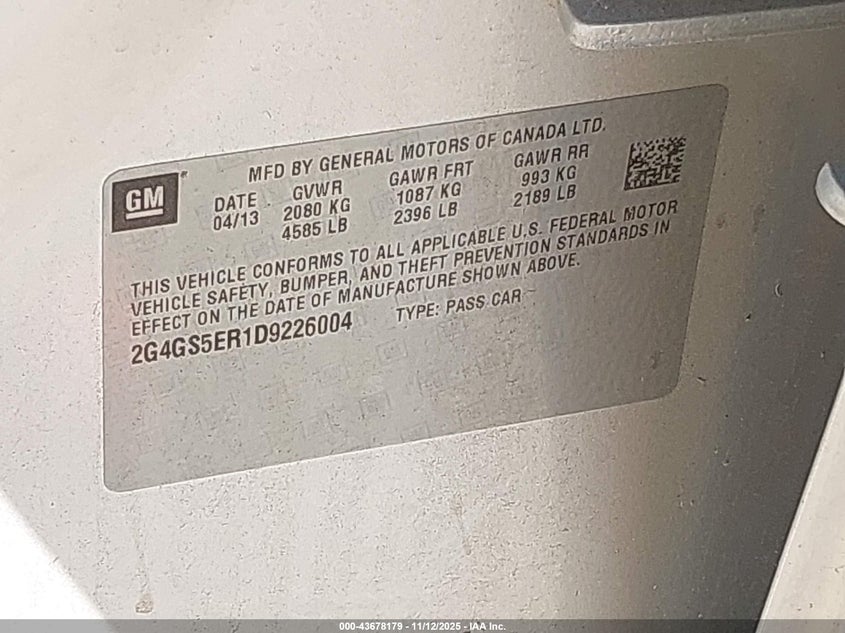 MFD BY GENERAL MOTORS OF CANADA LTD.
GM®
DATE GVWR GAWR FRT GAWR RR
04/13 2080 KG 1087 KG 993 KG
4585 LB 2396 LB 2189 LB
THIS VEHICLE CONFORMS TO ALL APPLICABLE U.S. FEDERAL MOTOR
VEHICLE SAFETY, BUMPER, AND THEFT PREVENTION STANDARDS IN
EFFECT ON THE DATE OF MANUFACTURE SHOWN ABOVE.
2G4GS5ER1D9226004 TYPE: PASS CAR
000-43678179 - 11/12/2025 - IAA Inc.